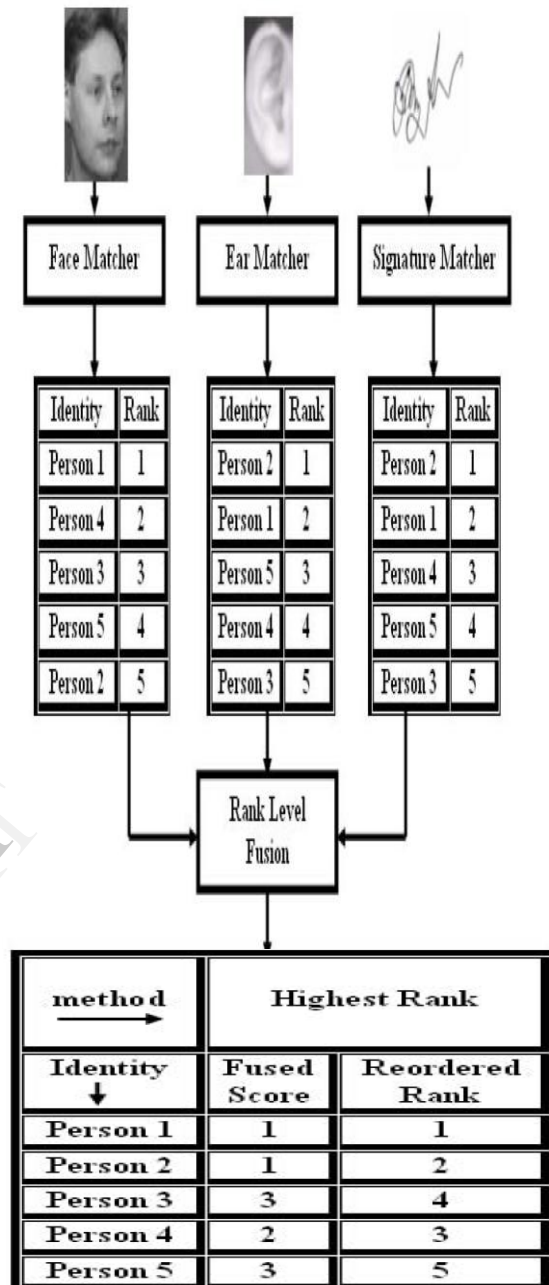 Face Matcher
Ear Matcher
Signature Matcher
Identity Rank
Person 1 1
Person 4 2
Person 3 3
Person 5 4
Person 2 5
Identity Rank
Person 2 1
Person 1 2
Person 5 3
Person 4 4
Person 3 5
Identity Rank
Person 2 1
Person 1 2
Person 4 3
Person 5 4
Person 3 5
Rank Level
Fusion
method Highest Rank
Identity Fused Score Reordered Rank
Person 1 1 1
Person 2 1 2
Person 3 3 4
Person 4 2 3
Person 5 3 5